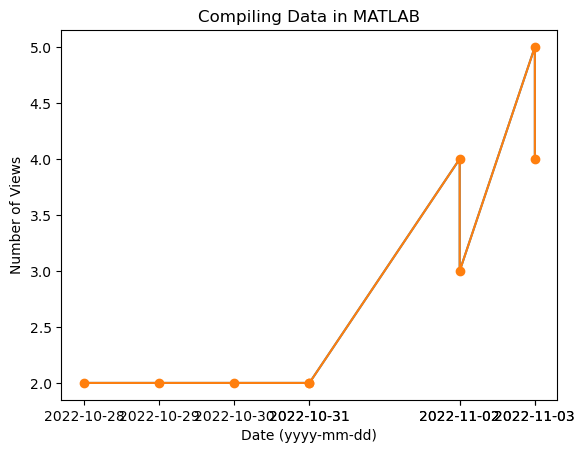 Compiling Data in MATLAB
5.0
4.5
4.0
3.5
3.0
2.5
2.0
Number of Views
2022-10-28 2022-10-29 2022-10-30 2022-10-31 2022-11-02 2022-11-03
Date (yyyy-mm-dd)